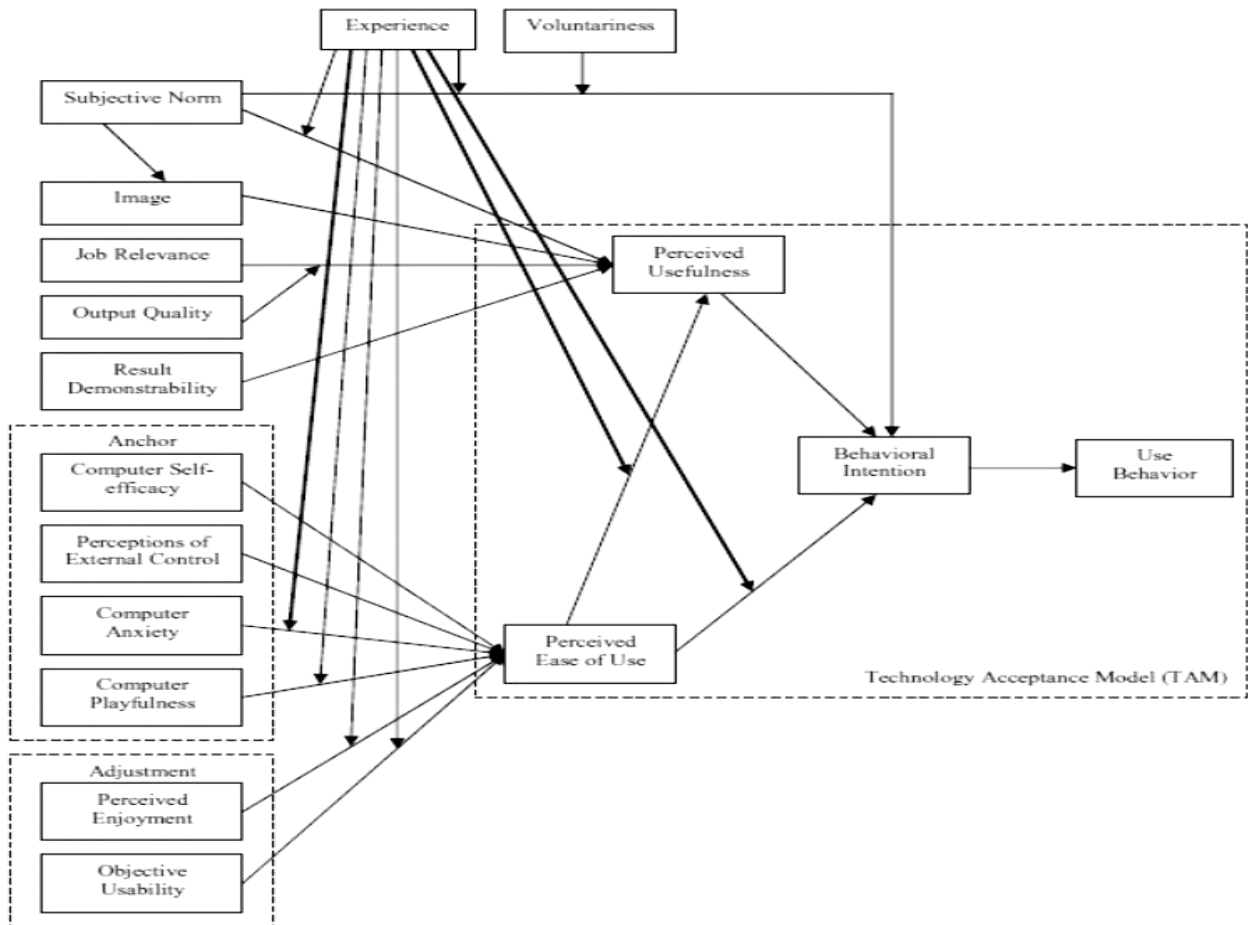 Experience
Voluntariness
Subjective Norm
Image
Job Relevance
Output Quality
Result
Demonstrability
Anchor
Computer Self-
efficacy
Perceptions of
External Control
Computer
Anxiety
Computer
Playfulness
Adjustment
Perceived
Enjoyment
Objective
Usability
Perceived
Usefulness
Behavioral
Intention
Use
Behavior
Perceived
Ease of Use
Technology Acceptance Model (TAM)